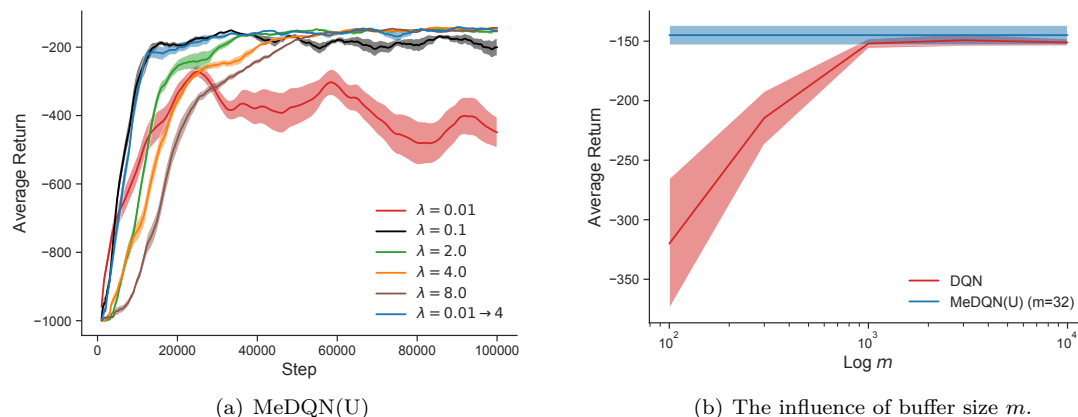 Average Return
−200
−400
−600
−800
−1000
0
20000
40000
60000
80000
100000
Step
λ = 0.01
λ = 0.1
λ = 2.0
λ = 4.0
λ = 8.0
λ = 0.01 → 4
(a) MeDQN(U)
Average Return
−150
−200
−250
−300
−350
10²
10³
10⁴
Log m
DQN
MeDQN(U) (m=32)
(b) The influence of buffer size m.